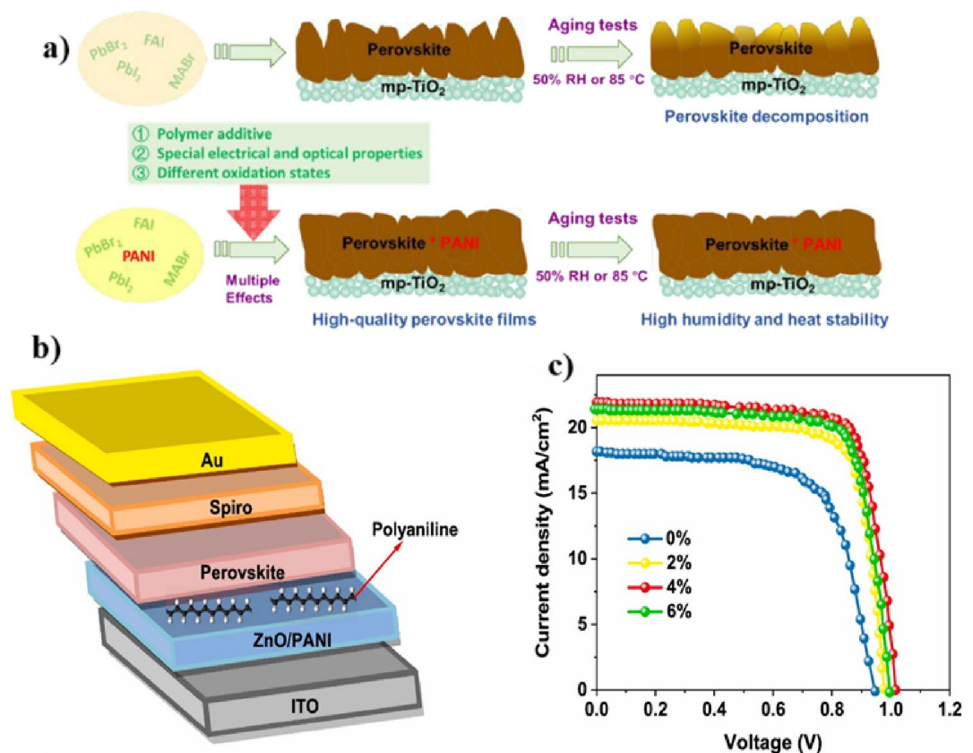 a)
PbBr₂
FAI
PbI₂
MABr
Perovskite
mp-TiO₂
Aging tests
50% RH or 85 °C
Perovskite
mp-TiO₂
Perovskite decomposition
① Polymer additive
② Special electrical and optical properties
③ Different oxidation states
FAI
PbBr₂
PANI
PbI₂
MABr
Multiple
Effects
Perovskite * PANI
mp-TiO₂
High-quality perovskite films
Aging tests
50% RH or 85 °C
Perovskite * PANI
mp-TiO₂
High humidity and heat stability
b)
Au
Spiro
Perovskite
Polyaniline
ZnO/PANI
ITO
c)
Current density (mA/cm²)
20
15
10
5
0
0%
2%
4%
6%
0.0 0.2 0.4 0.6 0.8 1.0 1.2
Voltage (V)